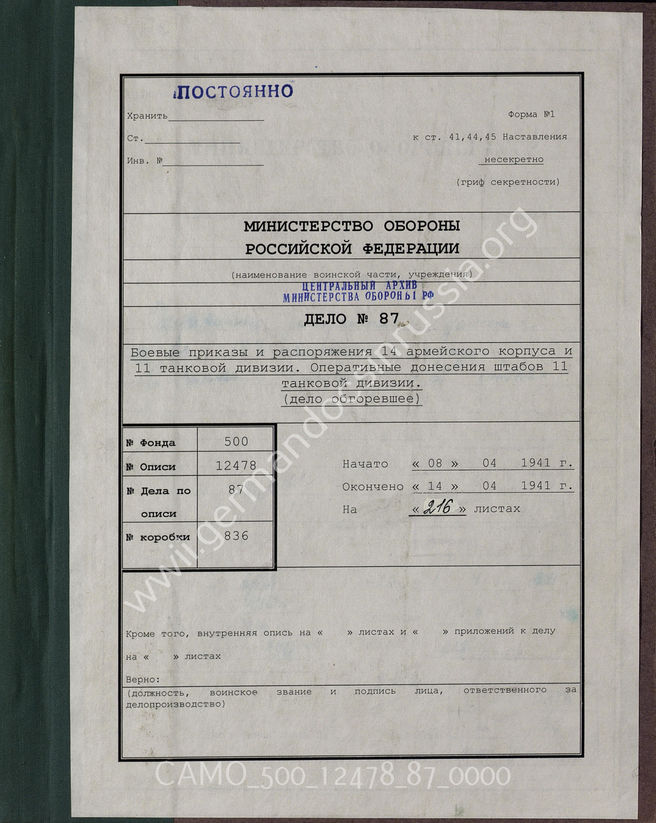 ПОСТОЯННО
Хранить
Форма №1
Ст.
к ст. 41,44,45 Наставления
Инв. №
несекретно
(гриф секретности)
МИНИСТЕРСТВО ОБОРОНЫ
РОССИЙСКОЙ ФЕДЕРАЦИИ
(наименование воинской части, учреждения)
ЦЕНТРАЛЬНЫЙ АРХИВ
МИНИСТЕРСТВА ОБОРОНЫ РФ
ДЕЛО № 87
Боевые приказы и распоряжения 14 армейского корпуса и
11 танковой дивизии. Оперативные донесения штабов 11
танковой дивизии.
(дело обгоревшее)
№ Фонда 500
№ Описи 12478
№ Дела по описи 87
№ коробки 836
Начато « 08 » 04 1941 г.
Окончено « 14 » 04 1941 г.
На « 216 » листах
Кроме того, внутренняя опись на « » листах и « » приложений к делу
на « » листах
Верно:
(должность, воинское звание и подпись лица, ответственного за
делопроизводство)
www.germandocsinrussia.org
CAMO_500_12478_87_0000